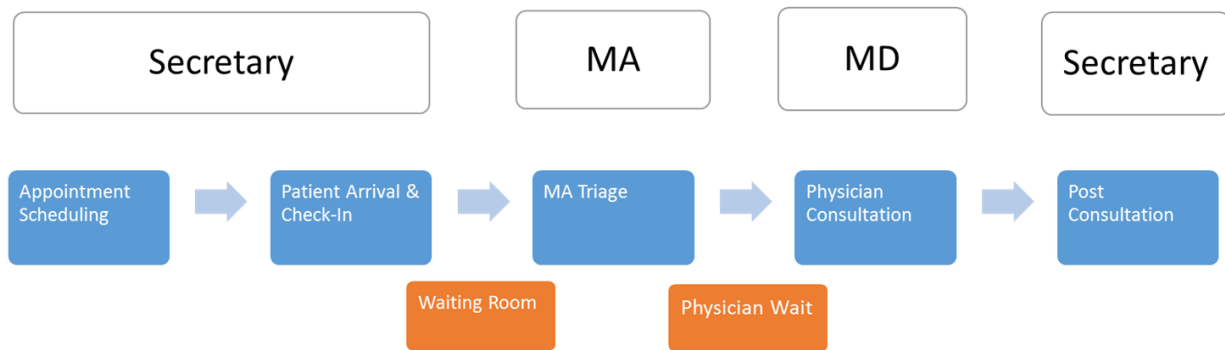 Secretary
MA
MD
Secretary
Appointment
Scheduling
Patient Arrival &
Check-In
MA Triage
Physician
Consultation
Post
Consultation
Waiting Room
Physician Wait